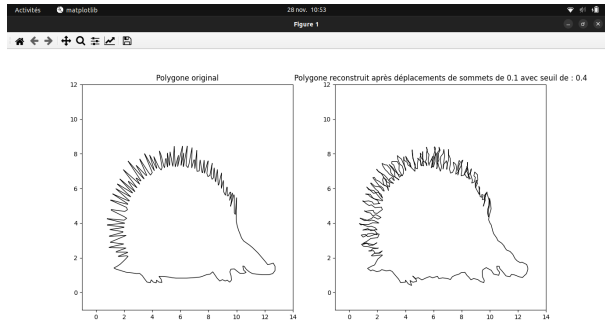 Activités matplotlib 28 nov. 10:53
Figure 1
Polygone original
Polygone reconstruit après déplacements de sommets de 0.1 avec seuil de : 0.4
12
10
8
6
4
2
0
0 2 4 6 8 10 12 14
12
10
8
6
4
2
0
0 2 4 6 8 10 12 14